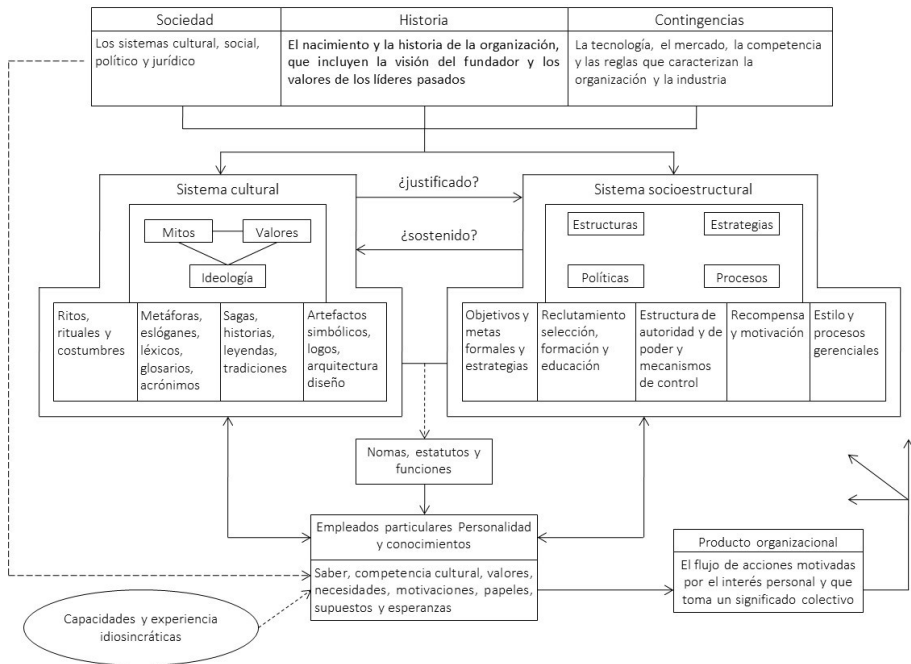 Sociedad
Historia
Contingencias
Los sistemas cultural, social,
político y jurídico
El nacimiento y la historia de la organización,
que incluyen la visión del fundador y los
valores de los líderes pasados
La tecnología, el mercado, la competencia
y las reglas que caracterizan la
organización y la industria
Sistema cultural
¿justificado?
Sistema socioestructural
Mitos
Valores
Ideología
¿sostenido?
Estructuras
Estrategias
Políticas
Procesos
Ritos,
rituales y
costumbres
Metáforas,
eslóganes,
léxicos,
glosarios,
acrónimos
Sagas,
historias,
leyendas,
tradiciones
Artefactos
simbólicos,
logos,
arquitectura
diseño
Objetivos y
metas
formales y
estrategias
Reclutamiento
selección,
formación y
educación
Estructura de
autoridad y de
poder y
mecanismos
de control
Recompensa
y motivación
Estilo y
procesos
gerenciales
Nomas, estatutos y
funciones
Empleados particulares Personalidad
y conocimientos
Saber, competencia cultural, valores,
necesidades, motivaciones, papeles,
supuestos y esperanzas
Producto organizacional
El flujo de acciones motivadas
por el interés personal y que
toma un significado colectivo
Capacidades y experiencia
idiosincráticas